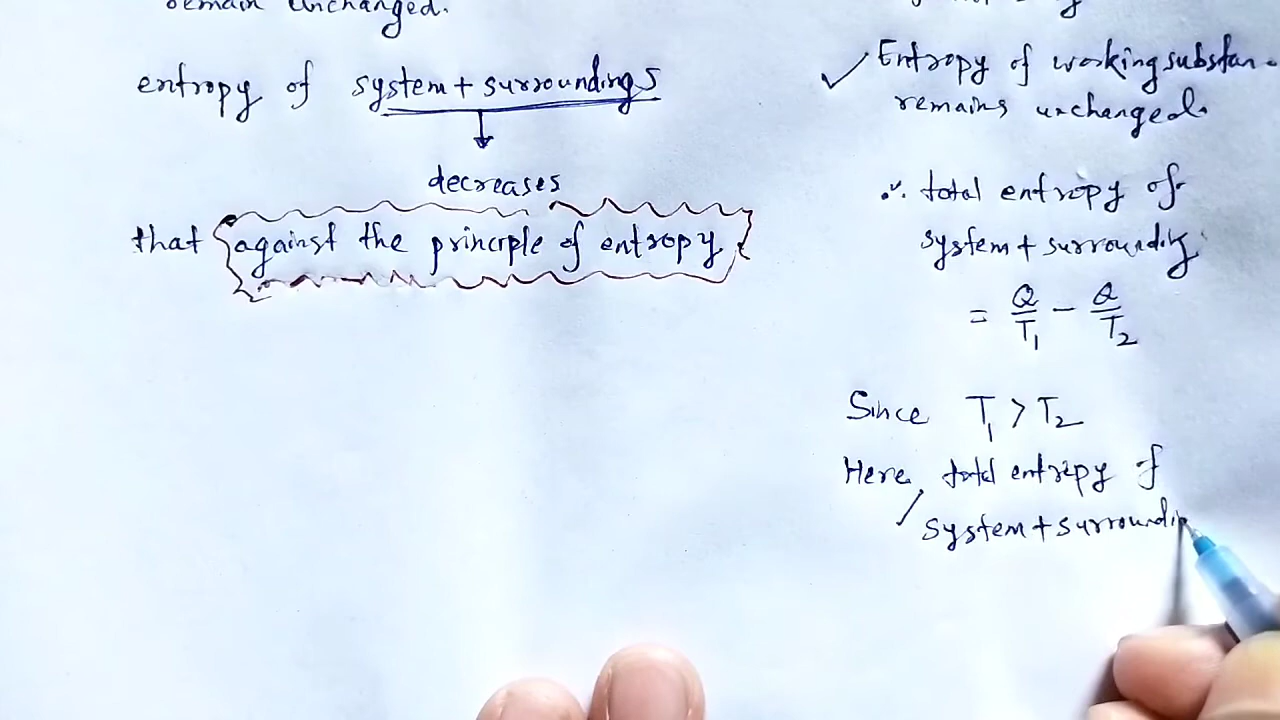 remain unchanged.
entropy of system + surroundings
decreases
that against the principle of entropy
✓ Entropy of working substan
remains unchanged.
∴ total entropy of
system + surrounding
= Q/T₁ - Q/T₂
Since T₁ > T₂
Here, total entropy of
system + surroundin